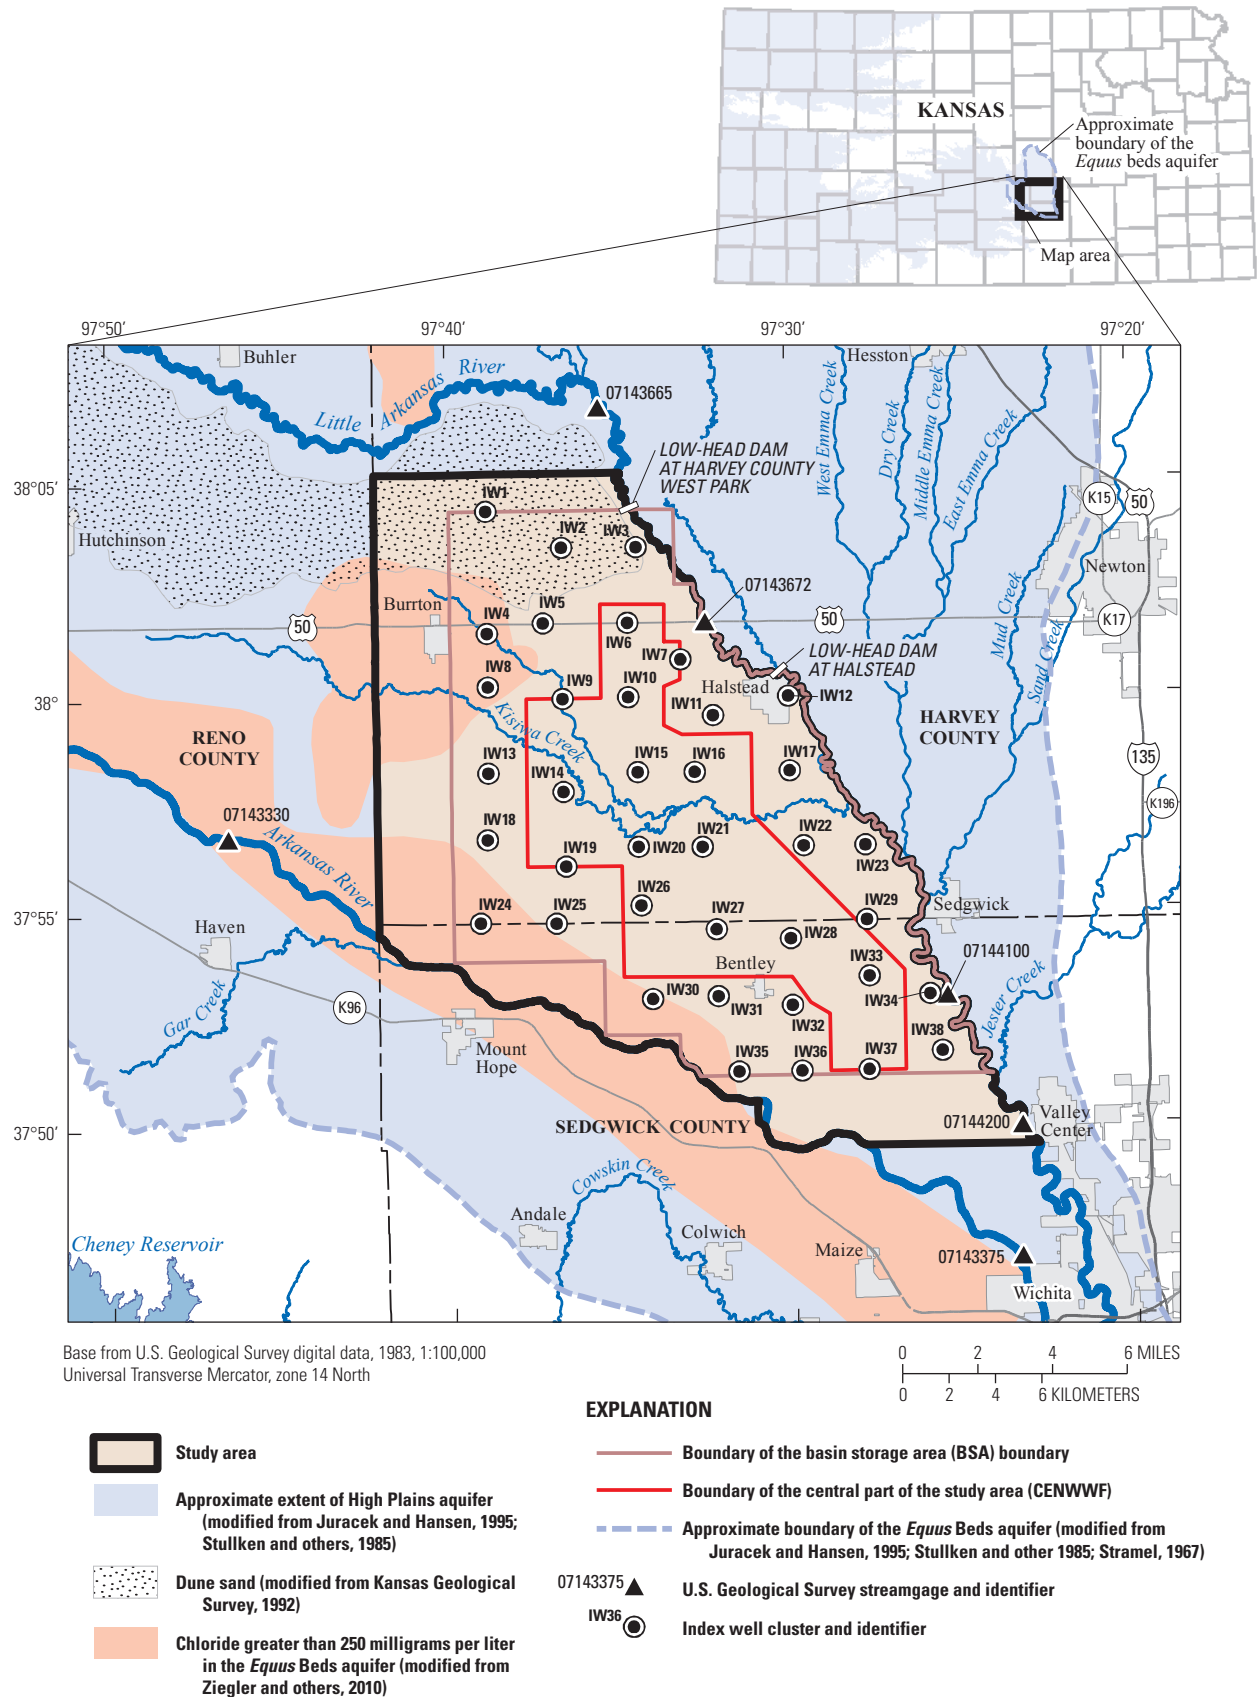 KANSAS
Approximate
boundary of the
Equus beds aquifer
Map area
97°50′
97°40′
97°30′
97°20′
Buhler
Little Arkansas River
07143665
Hesston
West Emma Creek
Dry Creek
Middle Emma Creek
East Emma Creek
LOW-HEAD DAM
AT HARVEY COUNTY
WEST PARK
38°05′
K15
50
IW1
IW2
IW3
Hutchinson
Newton
07143672
Burrton
IW5
IW4
50
50
K17
IW6
Mud Creek
Sand Creek
LOW-HEAD DAM
AT HALSTEAD
IW7
IW8
IW9
IW10
Halstead
IW12
38°
IW11
Kisiwa Creek
HARVEY
COUNTY
RENO
COUNTY
135
IW13
IW14
IW15
IW16
IW17
K196
07143330
Arkansas River
IW18
IW19
IW20
IW21
IW22
IW23
IW26
IW24
IW25
IW27
IW29
Sedgwick
37°55′
Haven
IW28
07144100
Bentley
IW33
Gar Creek
K96
IW30
IW31
IW32
IW34
Jester Creek
IW38
Mount
Hope
IW35
IW36
IW37
SEDGWICK COUNTY
07144200
Valley
Center
37°50′
Cowskin Creek
Andale
Colwich
Maize
Cheney Reservoir
07143375
Wichita
Base from U.S. Geological Survey digital data, 1983, 1:100,000
Universal Transverse Mercator, zone 14 North
0 2 4 6 MILES
0 2 4 6 KILOMETERS
EXPLANATION
Study area
Approximate extent of High Plains aquifer
(modified from Juracek and Hansen, 1995;
Stullken and others, 1985)
Dune sand (modified from Kansas Geological
Survey, 1992)
Chloride greater than 250 milligrams per liter
in the Equus Beds aquifer (modified from
Ziegler and others, 2010)
Boundary of the basin storage area (BSA) boundary
Boundary of the central part of the study area (CENWWF)
Approximate boundary of the Equus Beds aquifer (modified from
Juracek and Hansen, 1995; Stullken and other 1985; Stramel, 1967)
07143375 U.S. Geological Survey streamgage and identifier
IW36 Index well cluster and identifier